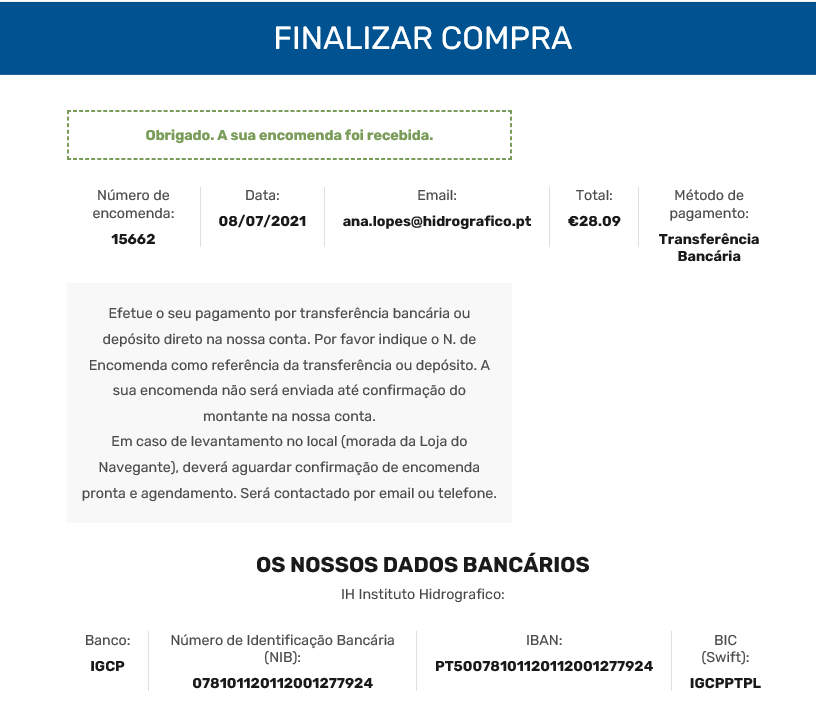 FINALIZAR COMPRA
Obrigado. A sua encomenda foi recebida.
Número de
encomenda:
15662
Data:
08/07/2021
Email:
ana.lopes@hidrografico.pt
Total:
€28.09
Método de
pagamento:
Transferência
Bancária
Efetue o seu pagamento por transferência bancária ou
depósito direto na nossa conta. Por favor indique o N. de
Encomenda como referência da transferência ou depósito. A
sua encomenda não será enviada até confirmação do
montante na nossa conta.
Em caso de levantamento no local (morada da Loja do
Navegante), deverá aguardar confirmação de encomenda
pronta e agendamento. Será contactado por email ou telefone.
OS NOSSOS DADOS BANCÁRIOS
IH Instituto Hidrografico:
Banco:
IGCP
Número de Identificação Bancária
(NIB):
078101120112001277924
IBAN:
PT50078101120112001277924
BIC
(Swift):
IGCPPTPL